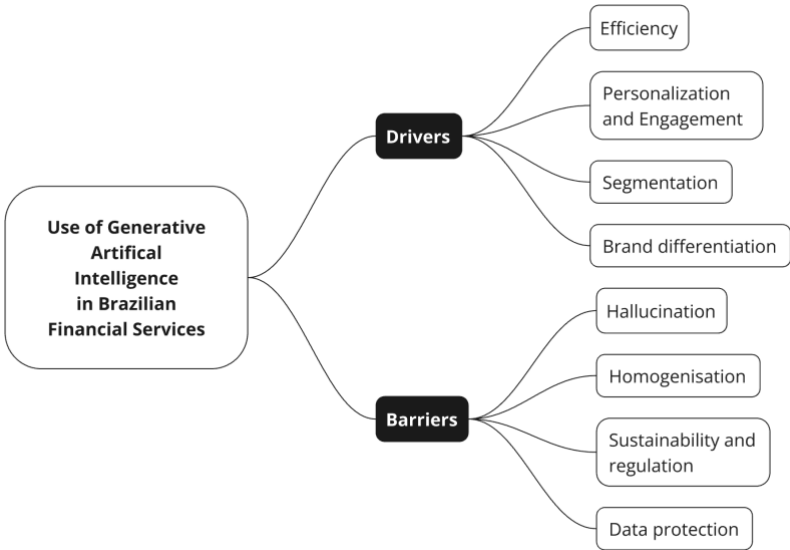 Use of Generative
Artifical
Intelligence
in Brazilian
Financial Services
Drivers
Efficiency
Personalization
and Engagement
Segmentation
Brand differentiation
Barriers
Hallucination
Homogenisation
Sustainability and
regulation
Data protection